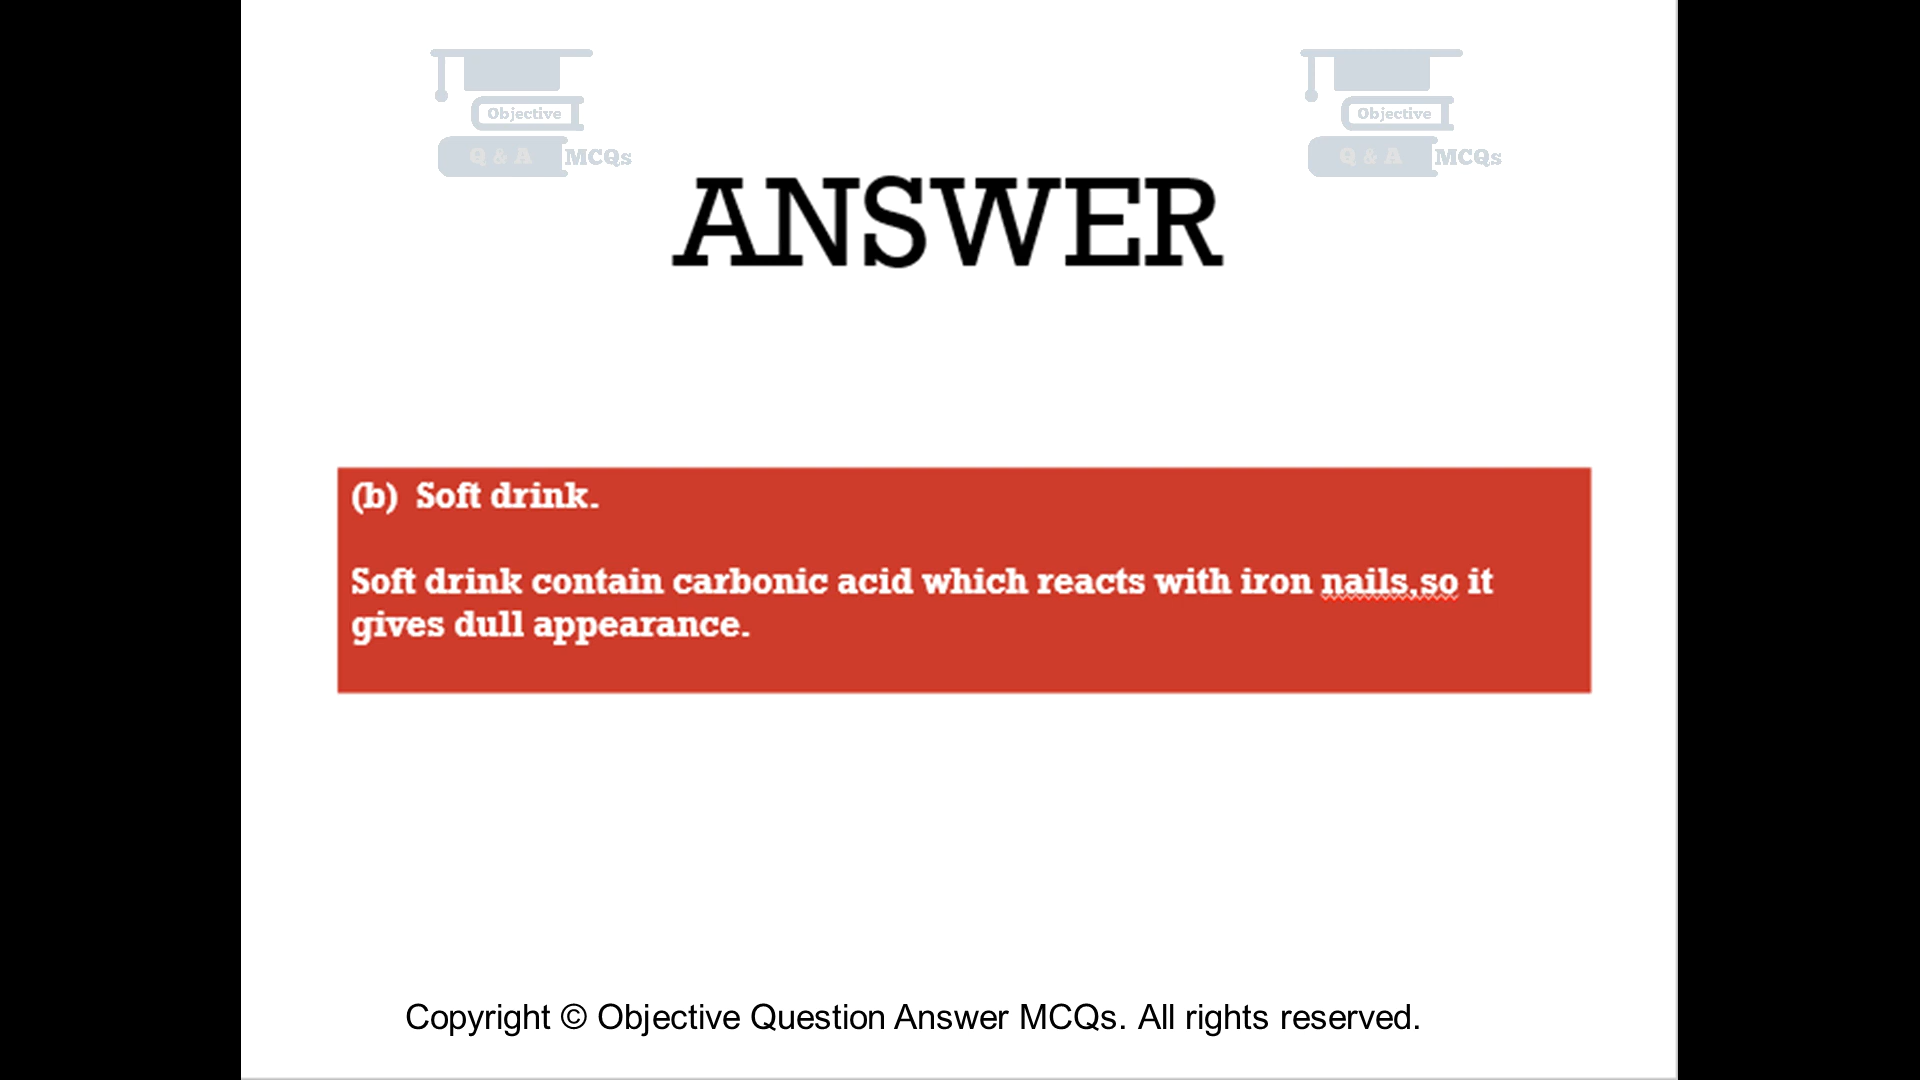 Objective
Q & A MCQs
Objective
Q & A MCQs
ANSWER
(b) Soft drink.
Soft drink contain carbonic acid which reacts with iron nails,so it
gives dull appearance.
Copyright © Objective Question Answer MCQs. All rights reserved.